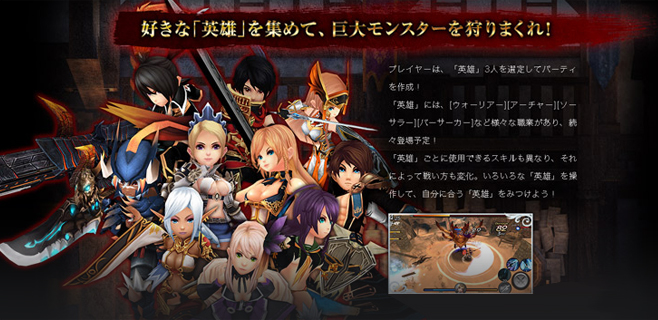 好きな「英雄」を集めて、巨大モンスターを狩りまくれ!
プレイヤーは、「英雄」3人を選定してパーティ
を作成！
「英雄」には、[ウォーリアー][アーチャー][ソー
サラー][バーサーカー]など様々な職業があり、続
々登場予定！
「英雄」ごとに使用できるスキルも異なり、それ
によって戦い方も変化。いろいろな「英雄」を操
作して、自分に合う「英雄」をみつけよう！